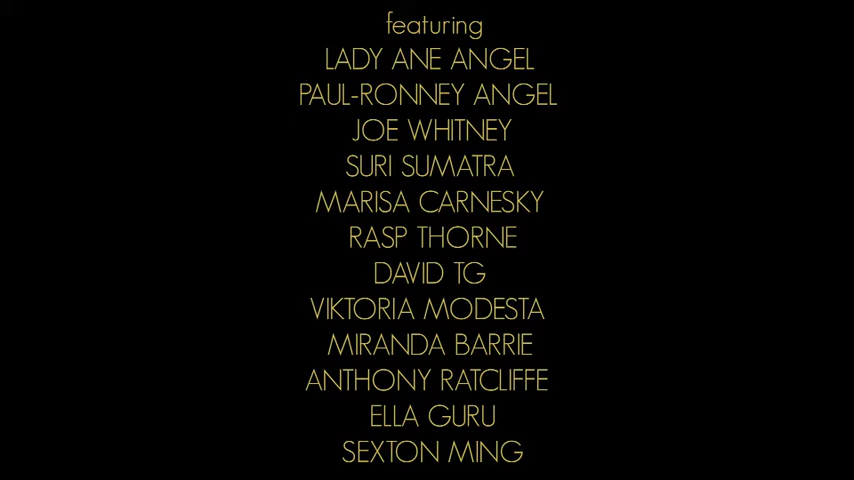 featuring
LADY ANE ANGEL
PAUL-RONNEY ANGEL
JOE WHITNEY
SURI SUMATRA
MARISA CARNESKY
RASP THORNE
DAVID TG
VIKTORIA MODESTA
MIRANDA BARRIE
ANTHONY RATCLIFFE
ELLA GURU
SEXTON MING